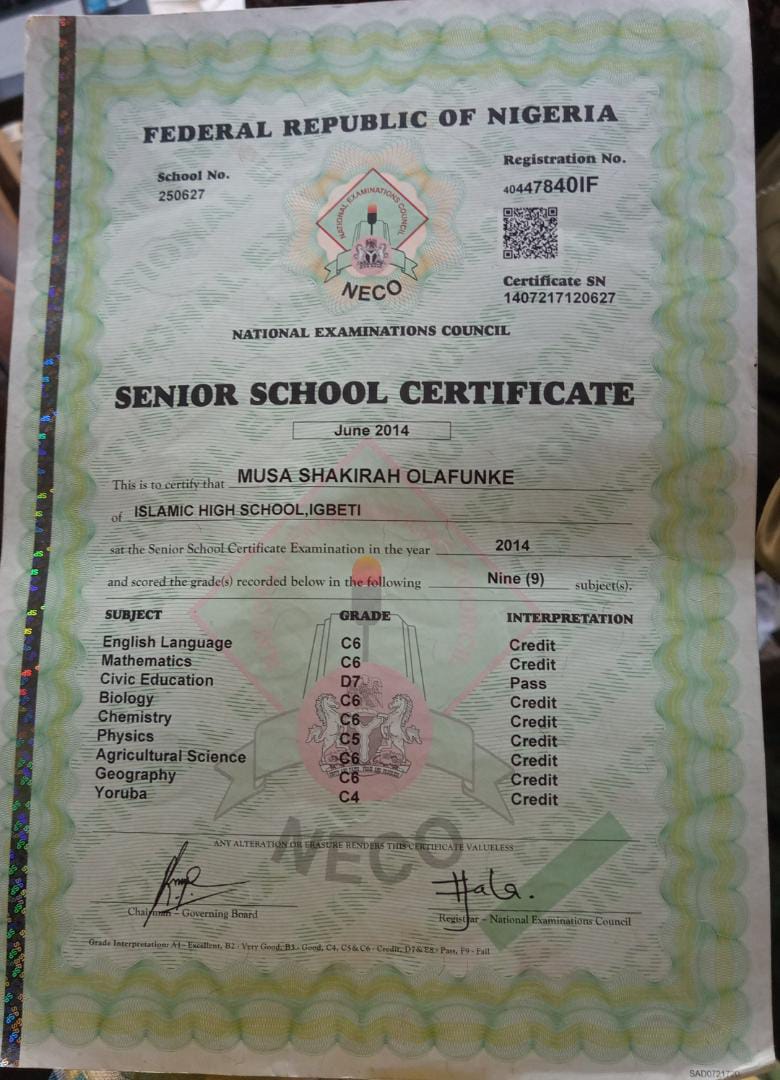 FEDERAL REPUBLIC OF NIGERIA
School No.
250627
Registration No.
40447840IF
NATIONAL EXAMINATIONS COUNCIL
NECO
Certificate SN
1407217120627
NATIONAL EXAMINATIONS COUNCIL
SENIOR SCHOOL CERTIFICATE
June 2014
This is to certify that MUSA SHAKIRAH OLAFUNKE
of ISLAMIC HIGH SCHOOL,IGBETI
sat the Senior School Certificate Examination in the year 2014
and scored the grade(s) recorded below in the following Nine (9) subject(s).
SUBJECT GRADE INTERPRETATION
English Language C6 Credit
Mathematics C6 Credit
Civic Education D7 Pass
Biology C6 Credit
Chemistry C6 Credit
Physics C5 Credit
Agricultural Science C6 Credit
Geography C6 Credit
Yoruba C4 Credit
NECO
ANY ALTERATION OR ERASURE RENDERS THIS CERTIFICATE VALUELESS
Chairman – Governing Board
Registrar – National Examinations Council
Grade Interpretation: A1 - Excellent, B2 - Very Good, B3 - Good, C4, C5 & C6 - Credit, D7 & E8 - Pass, F9 - Fail